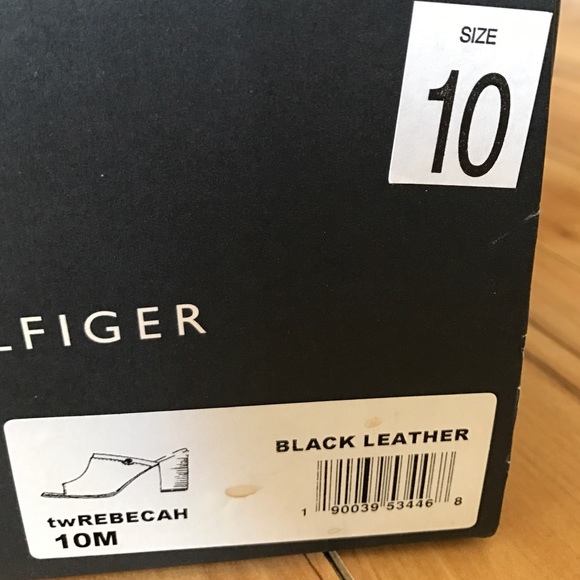 SIZE
10
LFIGER
BLACK LEATHER
1 90039 53446 8
twREBECAH
10M